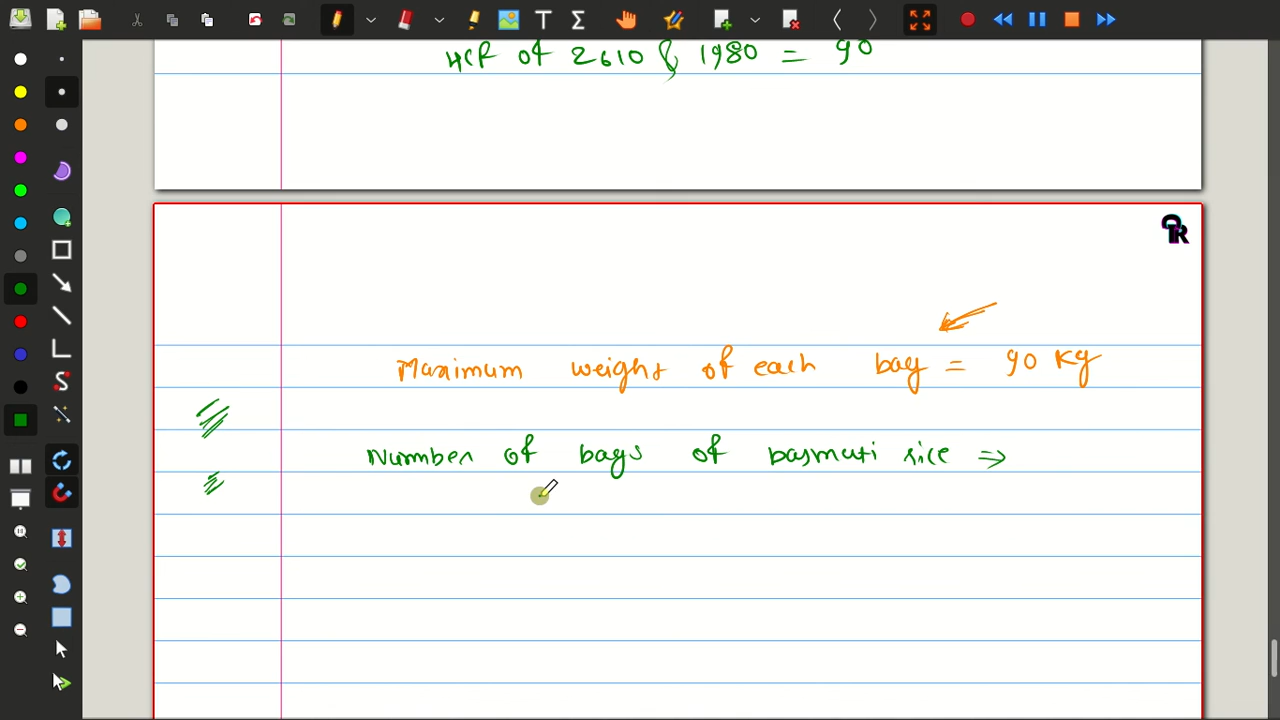 HCF of 2610 & 1980 = 90
Maximum weight of each bag = 90 Kg
Number of bags of basmati rice ⇒